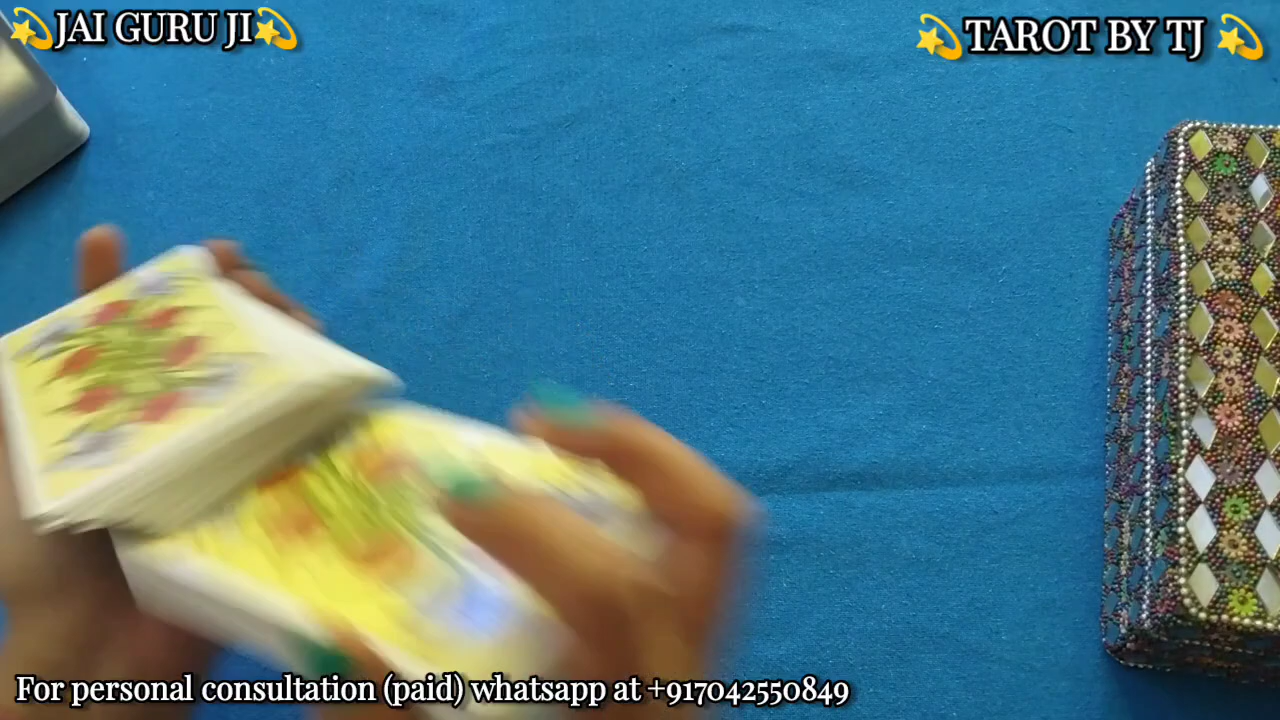 💫JAI GURU JI💫
💫TAROT BY TJ 💫
For personal consultation (paid) whatsapp at +917042550849